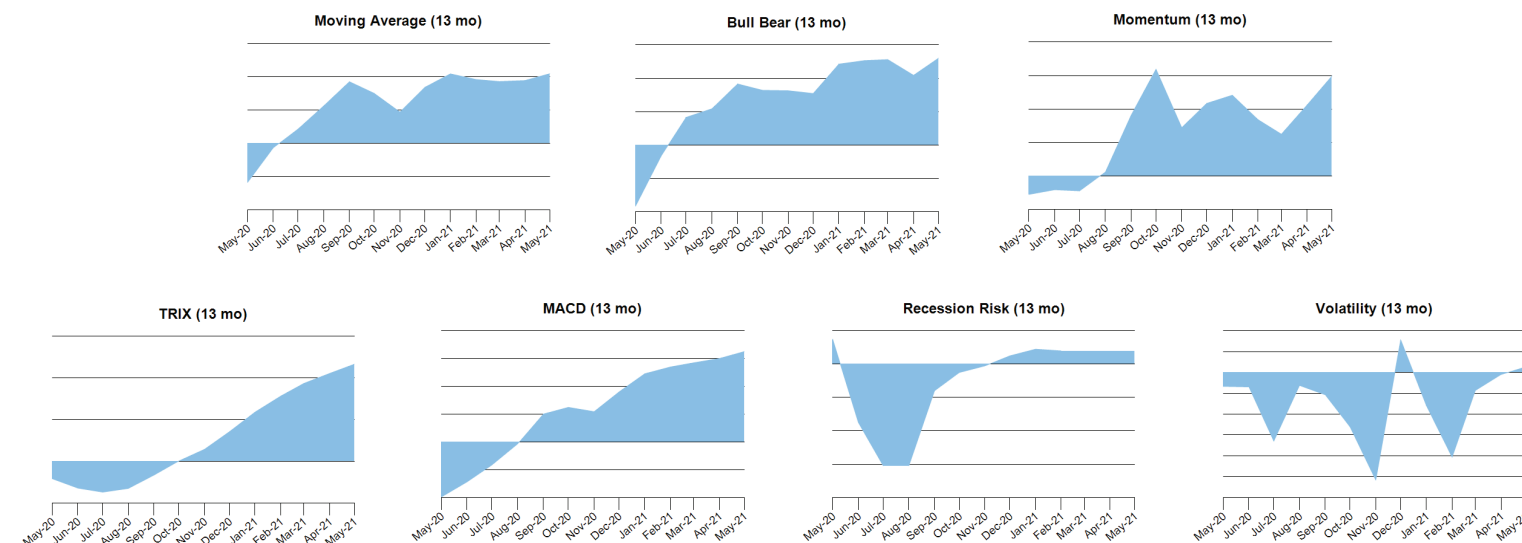 Moving Average (13 mo)
May-20 Jun-20 Jul-20 Aug-20 Sep-20 Oct-20 Nov-20 Dec-20 Jan-21 Feb-21 Mar-21 Apr-21 May-21
Bull Bear (13 mo)
May-20 Jun-20 Jul-20 Aug-20 Sep-20 Oct-20 Nov-20 Dec-20 Jan-21 Feb-21 Mar-21 Apr-21 May-21
Momentum (13 mo)
May-20 Jun-20 Jul-20 Aug-20 Sep-20 Oct-20 Nov-20 Dec-20 Jan-21 Feb-21 Mar-21 Apr-21 May-21
TRIX (13 mo)
May-20 Jun-20 Jul-20 Aug-20 Sep-20 Oct-20 Nov-20 Dec-20 Jan-21 Feb-21 Mar-21 Apr-21 May-21
MACD (13 mo)
May-20 Jun-20 Jul-20 Aug-20 Sep-20 Oct-20 Nov-20 Dec-20 Jan-21 Feb-21 Mar-21 Apr-21 May-21
Recession Risk (13 mo)
May-20 Jun-20 Jul-20 Aug-20 Sep-20 Oct-20 Nov-20 Dec-20 Jan-21 Feb-21 Mar-21 Apr-21 May-21
Volatility (13 mo)
May-20 Jun-20 Jul-20 Aug-20 Sep-20 Oct-20 Nov-20 Dec-20 Jan-21 Feb-21 Mar-21 Apr-21